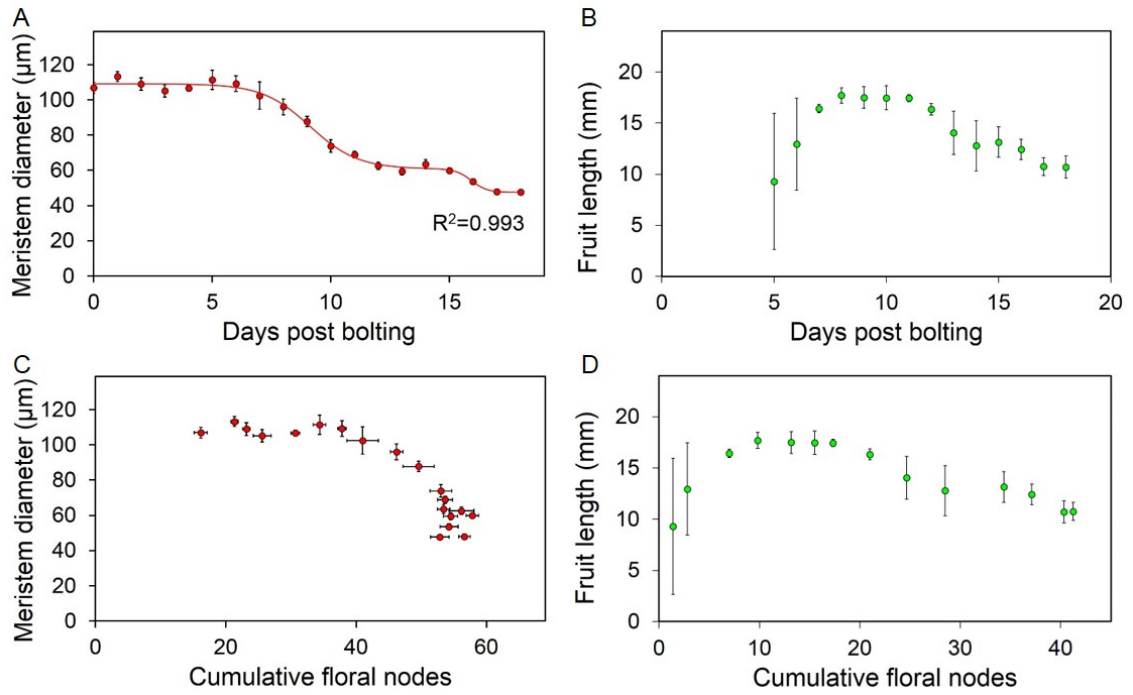 A
Meristem diameter (µm)
120
100
80
60
40
20
0
R²=0.993
0 5 10 15
Days post bolting
B
Fruit length (mm)
20
15
10
5
0
0 5 10 15 20
Days post bolting
C
Meristem diameter (µm)
120
100
80
60
40
20
0
0 20 40 60
Cumulative floral nodes
D
Fruit length (mm)
20
15
10
5
0
0 10 20 30 40
Cumulative floral nodes